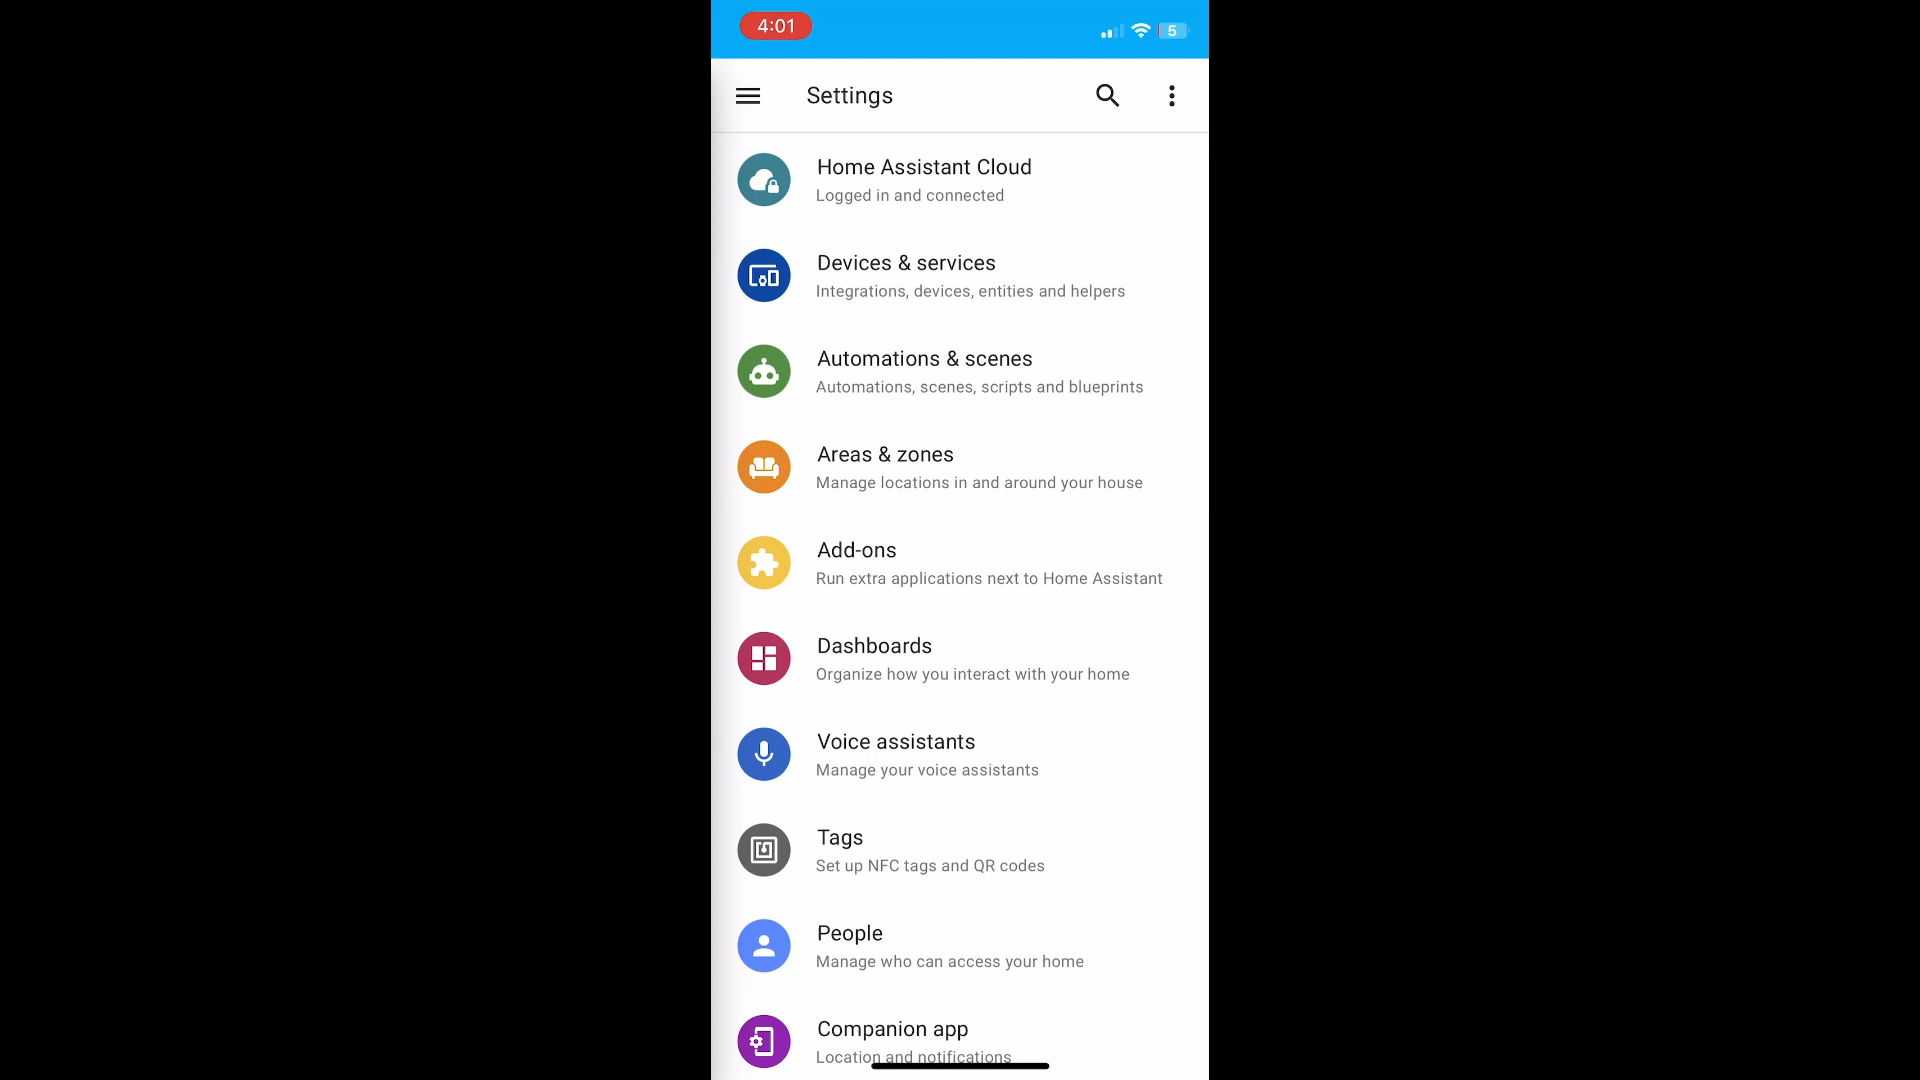 4:01
5
Settings
Home Assistant Cloud
Logged in and connected
Devices & services
Integrations, devices, entities and helpers
Automations & scenes
Automations, scenes, scripts and blueprints
Areas & zones
Manage locations in and around your house
Add-ons
Run extra applications next to Home Assistant
Dashboards
Organize how you interact with your home
Voice assistants
Manage your voice assistants
Tags
Set up NFC tags and QR codes
People
Manage who can access your home
Companion app
Location and notifications